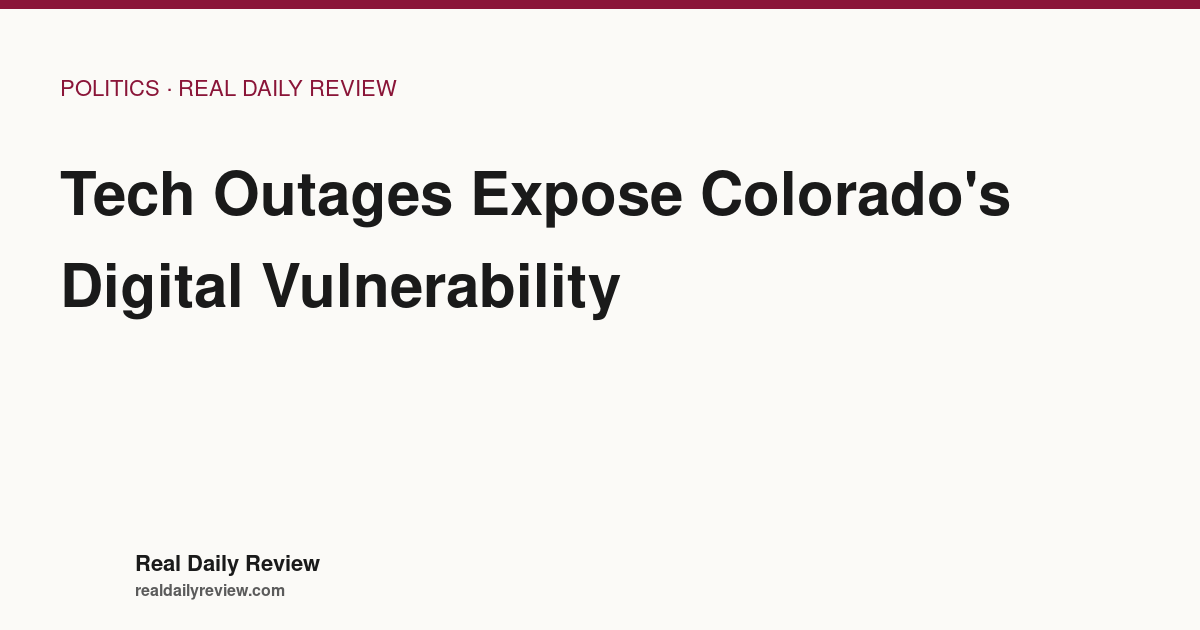 POLITICS · REAL DAILY REVIEW
Tech Outages Expose Colorado's
Digital Vulnerability
Real Daily Review
realdailyreview.com